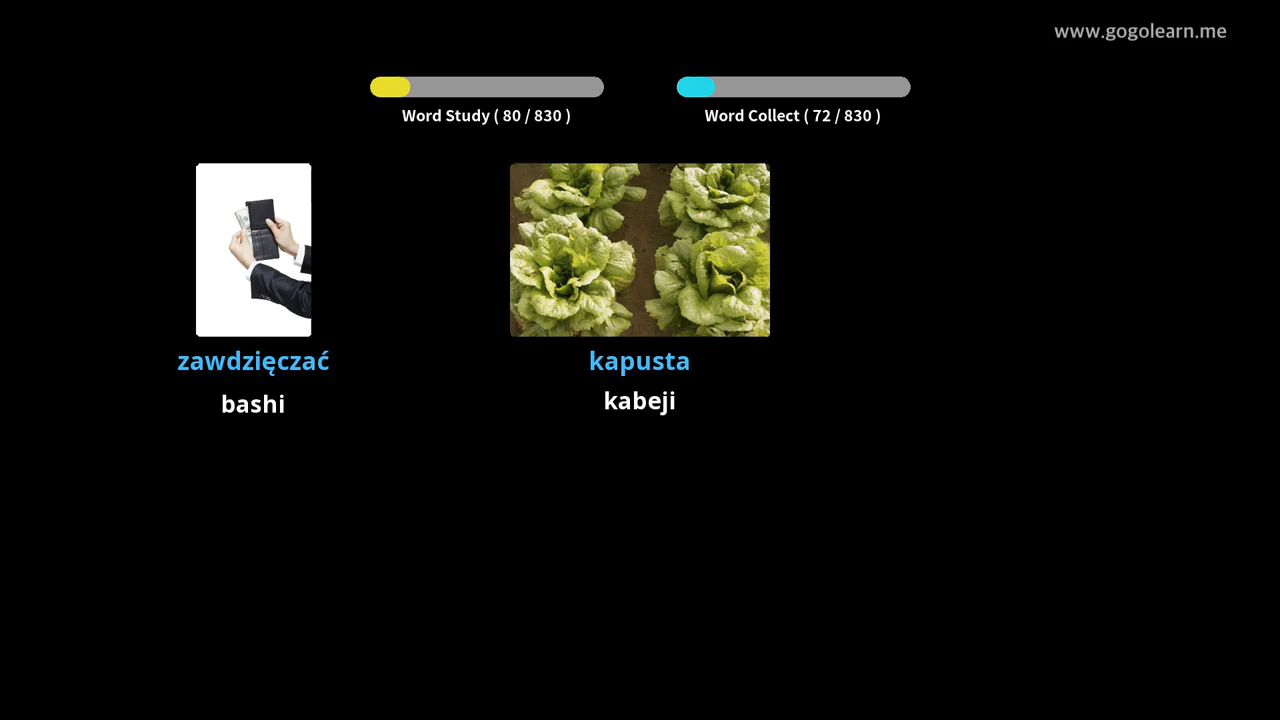 www.gogolearn.me
Word Study ( 80 / 830 )
Word Collect ( 72 / 830 )
zawdzięczać
bashi
kapusta
kabeji